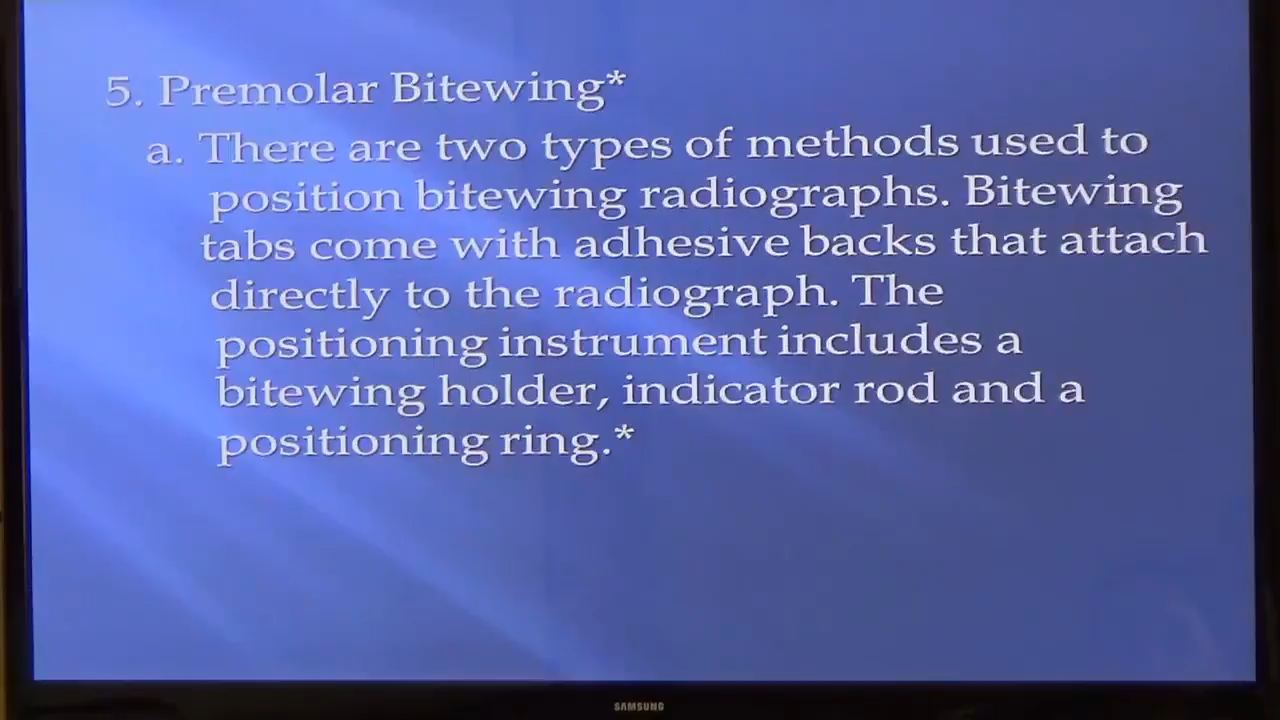 5. Premolar Bitewing*
a. There are two types of methods used to
position bitewing radiographs. Bitewing
tabs come with adhesive backs that attach
directly to the radiograph. The
positioning instrument includes a
bitewing holder, indicator rod and a
positioning ring.*
SAMSUNG